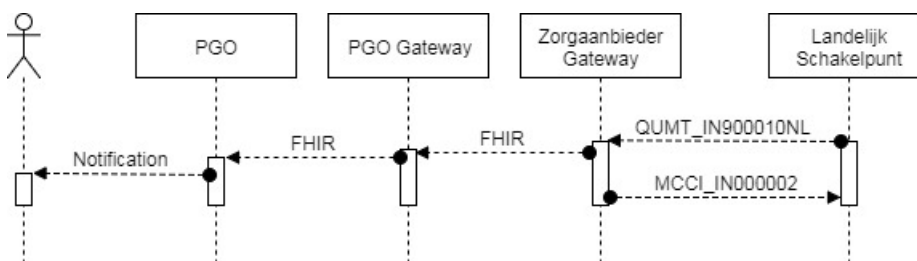 PGO
PGO Gateway
Zorgaanbieder
Gateway
Landelijk
Schakelpunt
QUMT_IN900010NL
FHIR
FHIR
Notification
MCCI_IN000002